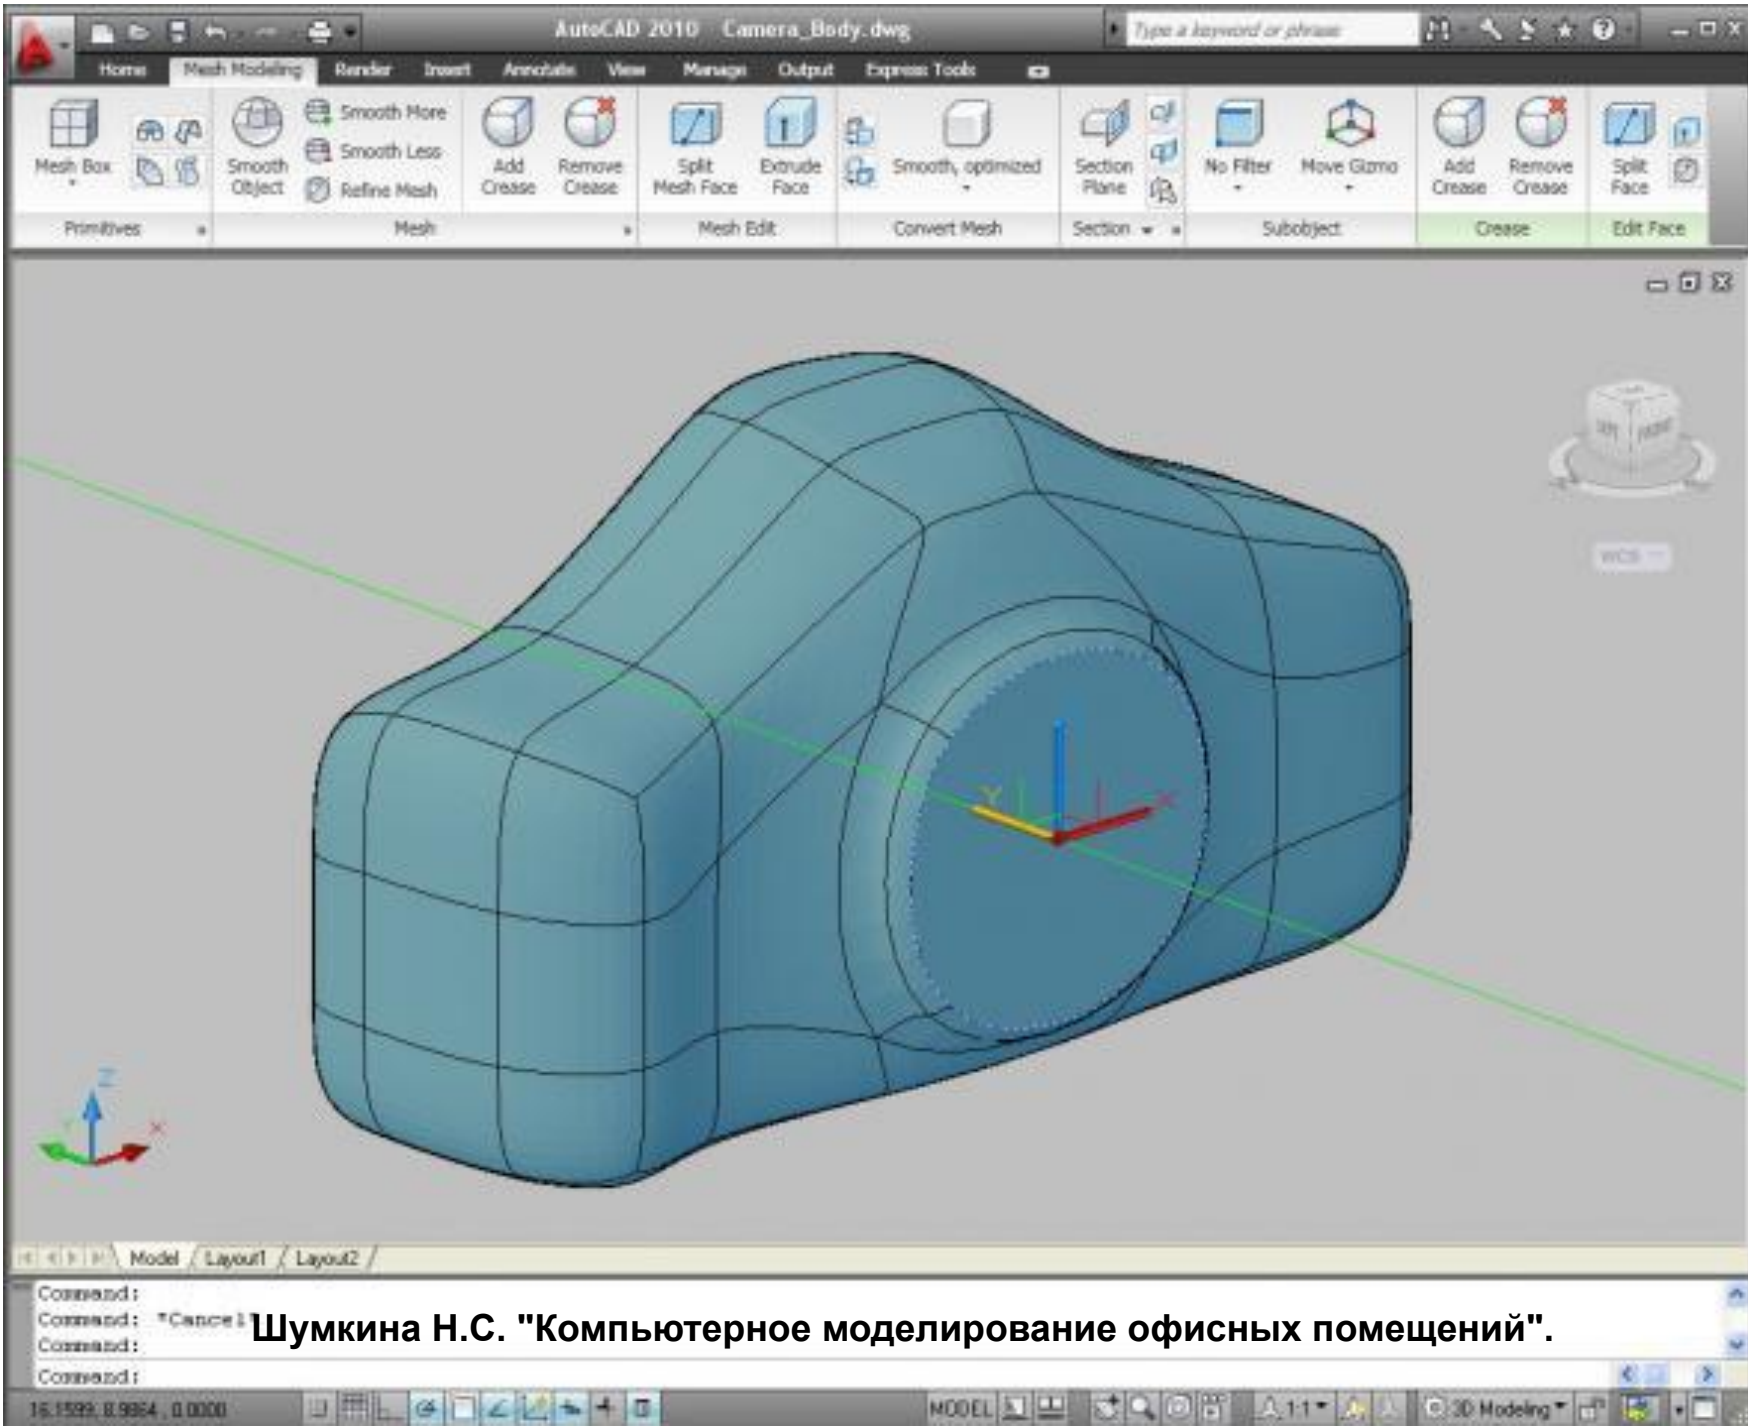 AutoCAD 2010 Camera_Body.dwg
Type a keyword or phrase
Home Mesh Modeling Render Insert Annotate View Manage Output Express Tools
Mesh Box
Smooth Object
Smooth More
Smooth Less
Refine Mesh
Add Crease
Remove Crease
Split Mesh Face
Extrude Face
Smooth, optimized
Section Plane
No Filter
Move Gizmo
Add Crease
Remove Crease
Split Face
Primitives Mesh Mesh Edit Convert Mesh Section Subobject Crease Edit Face
FRONT
WCS
Y X
Z
Y X
Model Layout1 Layout2
Command:
Command: *Cancel*
Шумкина Н.С. "Компьютерное моделирование офисных помещений".
Command:
Command:
16.1599, 8.9864, 0.0000 MODEL 1:1 3D Modeling